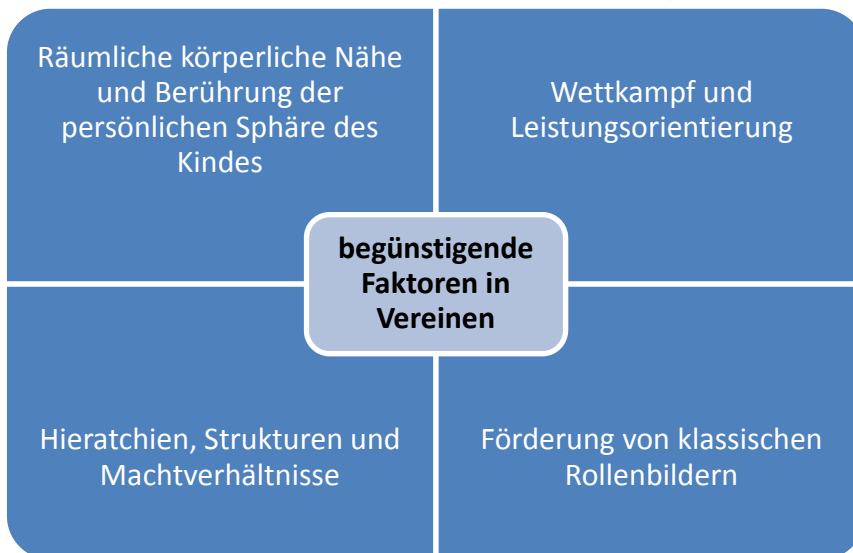 Räumliche körperliche Nähe
und Berührung der
persönlichen Sphäre des
Kindes
Wettkampf und
Leistungsorientierung
begünstigende
Faktoren in
Vereinen
Hieratchien, Strukturen und
Machtverhältnisse
Förderung von klassischen
Rollenbildern